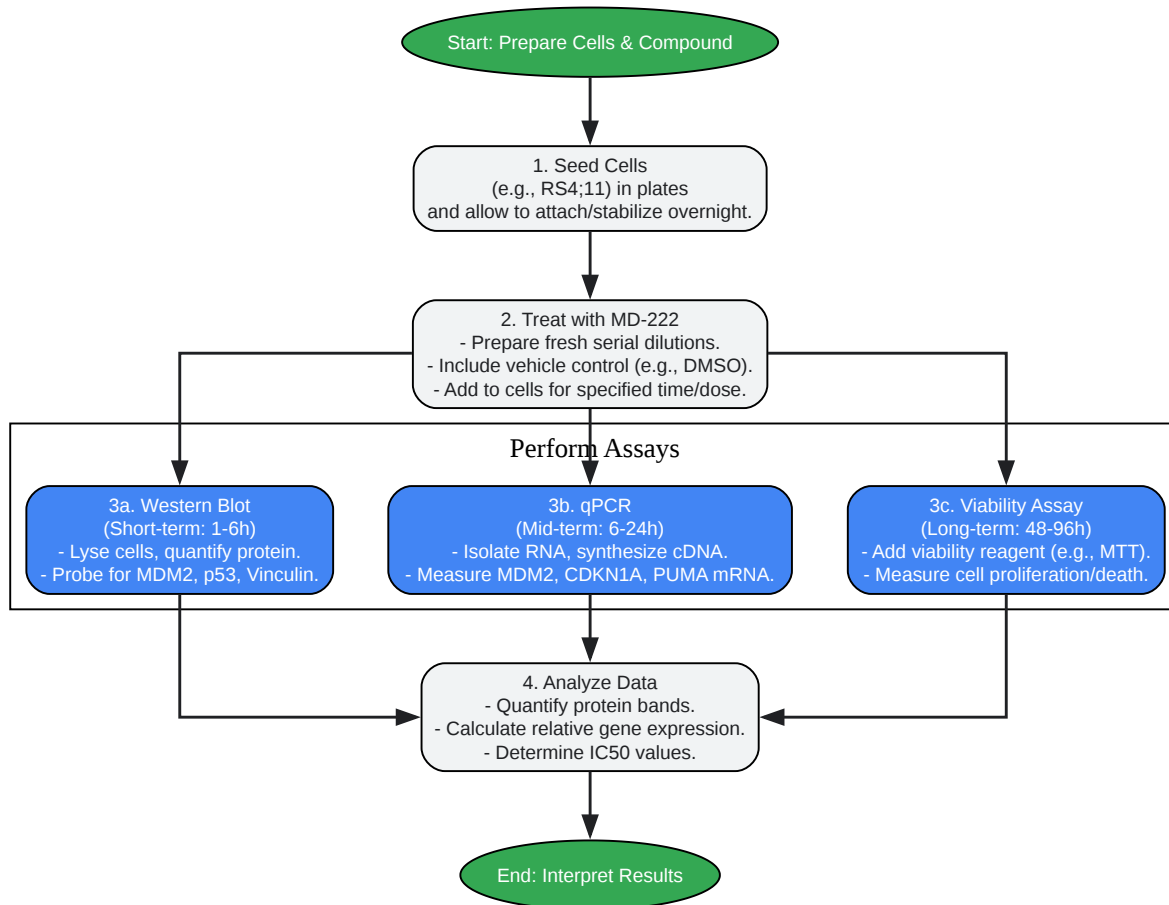 Start: Prepare Cells & Compound
1. Seed Cells
(e.g., RS4;11) in plates
and allow to attach/stabilize overnight.
2. Treat with MD-222
- Prepare fresh serial dilutions.
- Include vehicle control (e.g., DMSO).
- Add to cells for specified time/dose.
Perform Assays
3a. Western Blot
(Short-term: 1-6h)
- Lyse cells, quantify protein.
- Probe for MDM2, p53, Vinculin.
3b. qPCR
(Mid-term: 6-24h)
- Isolate RNA, synthesize cDNA.
- Measure MDM2, CDKN1A, PUMA mRNA.
3c. Viability Assay
(Long-term: 48-96h)
- Add viability reagent (e.g., MTT).
- Measure cell proliferation/death.
4. Analyze Data
- Quantify protein bands.
- Calculate relative gene expression.
- Determine IC50 values.
End: Interpret Results